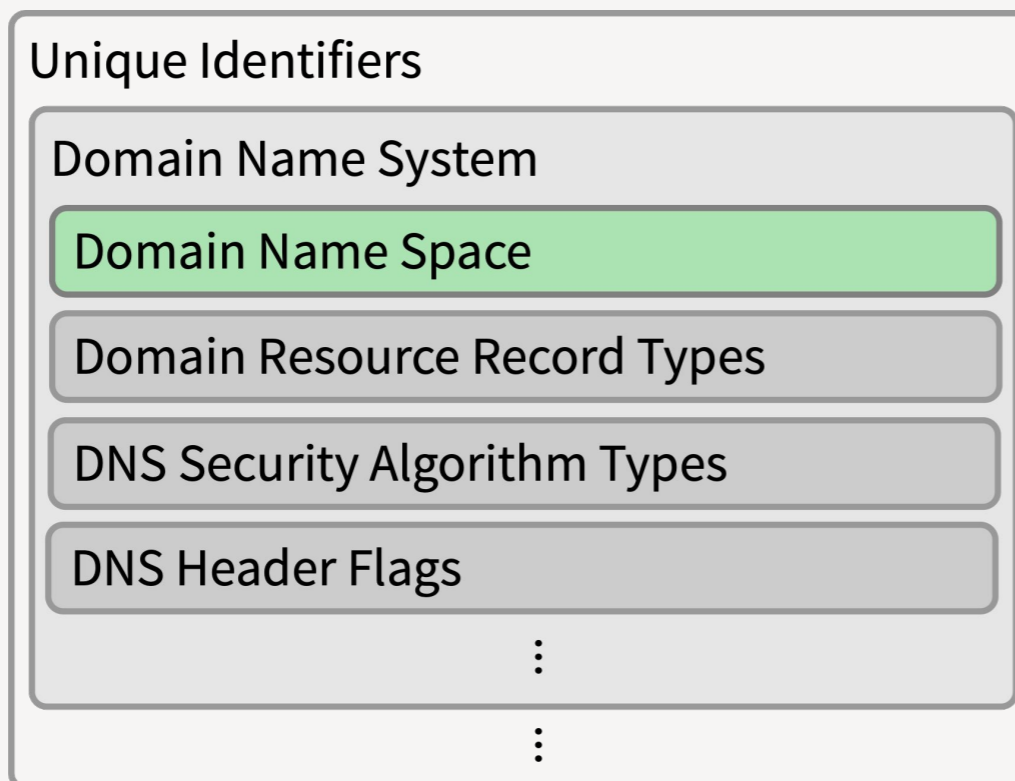 Unique Identifiers
Domain Name System
Domain Name Space
Domain Resource Record Types
DNS Security Algorithm Types
DNS Header Flags
⋮
⋮